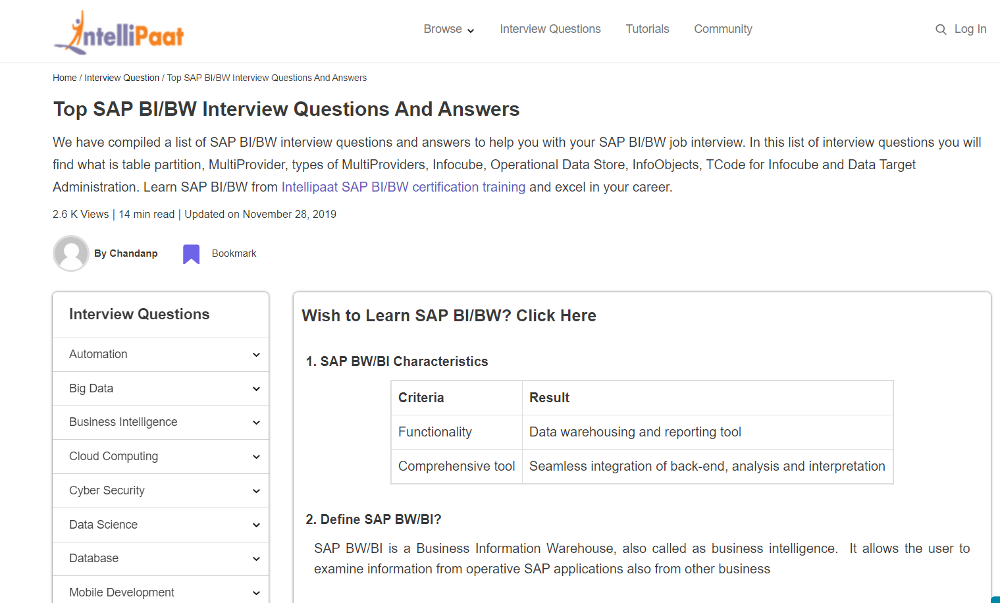 IntelliPaat
Browse
Interview Questions
Tutorials
Community
Log In
Home / Interview Question / Top SAP BI/BW Interview Questions And Answers
Top SAP BI/BW Interview Questions And Answers
We have compiled a list of SAP BI/BW interview questions and answers to help you with your SAP BI/BW job interview. In this list of interview questions you will
find what is table partition, MultiProvider, types of MultiProviders, Infocube, Operational Data Store, InfoObjects, TCode for Infocube and Data Target
Administration. Learn SAP BI/BW from Intellipaat SAP BI/BW certification training and excel in your career.
2.6 K Views | 14 min read | Updated on November 28, 2019
By Chandanp
Bookmark
Interview Questions
Automation
Big Data
Business Intelligence
Cloud Computing
Cyber Security
Data Science
Database
Mobile Development
Wish to Learn SAP BI/BW? Click Here
1. SAP BW/BI Characteristics
Criteria Result
Functionality Data warehousing and reporting tool
Comprehensive tool Seamless integration of back-end, analysis and interpretation
2. Define SAP BW/BI?
SAP BW/BI is a Business Information Warehouse, also called as business intelligence. It allows the user to
examine information from operative SAP applications also from other business